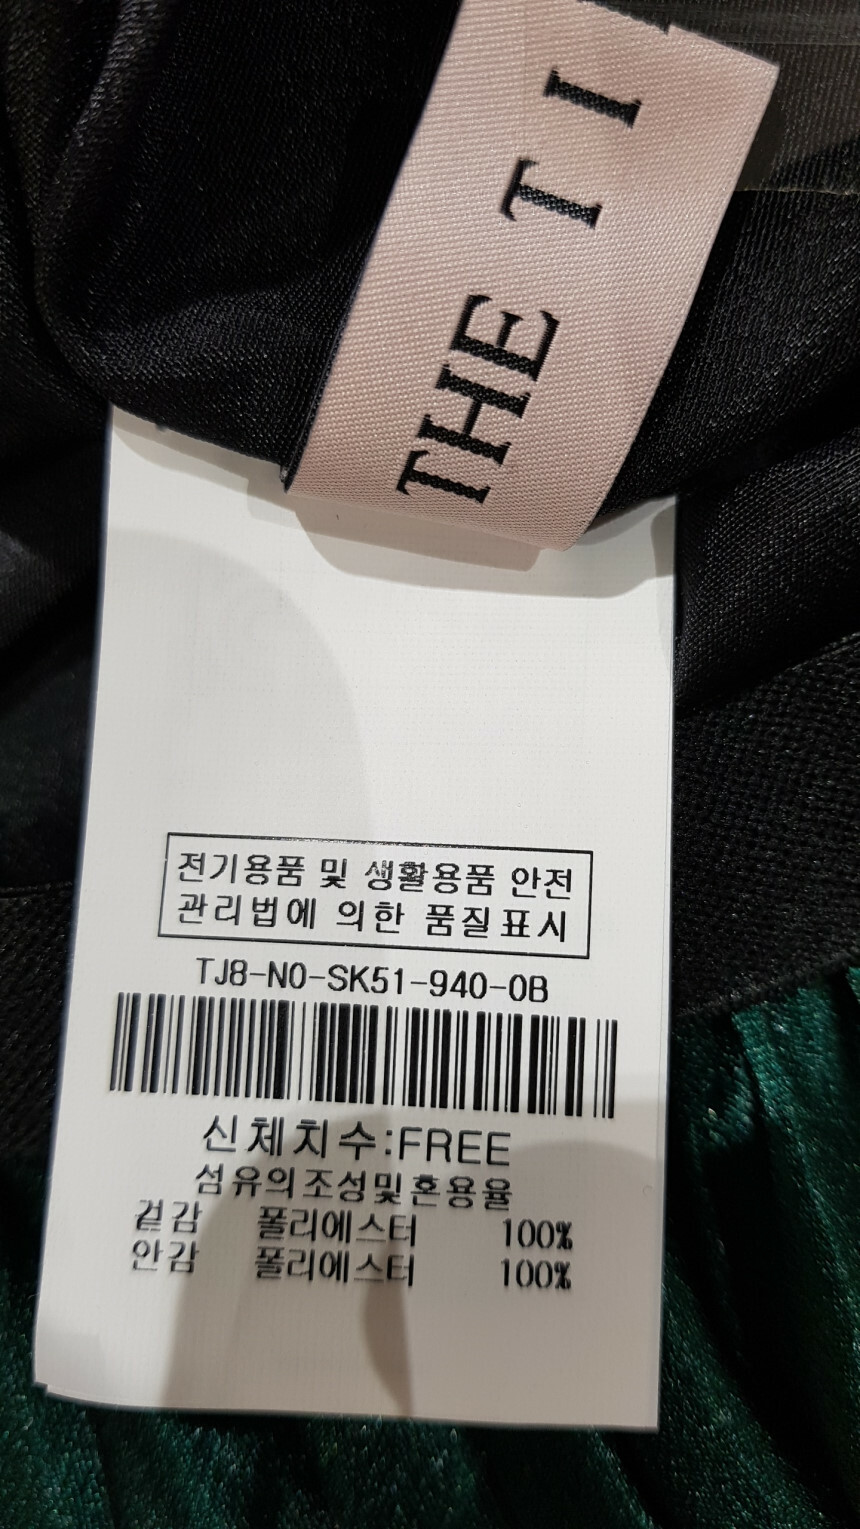 THE TI
전기용품 및 생활용품 안전
관리법에 의한 품질표시
TJ8-NO-SK51-940-0B
신체치수:FREE
섬유의조성및혼용율
겉감 폴리에스터 100%
안감 폴리에스터 100%